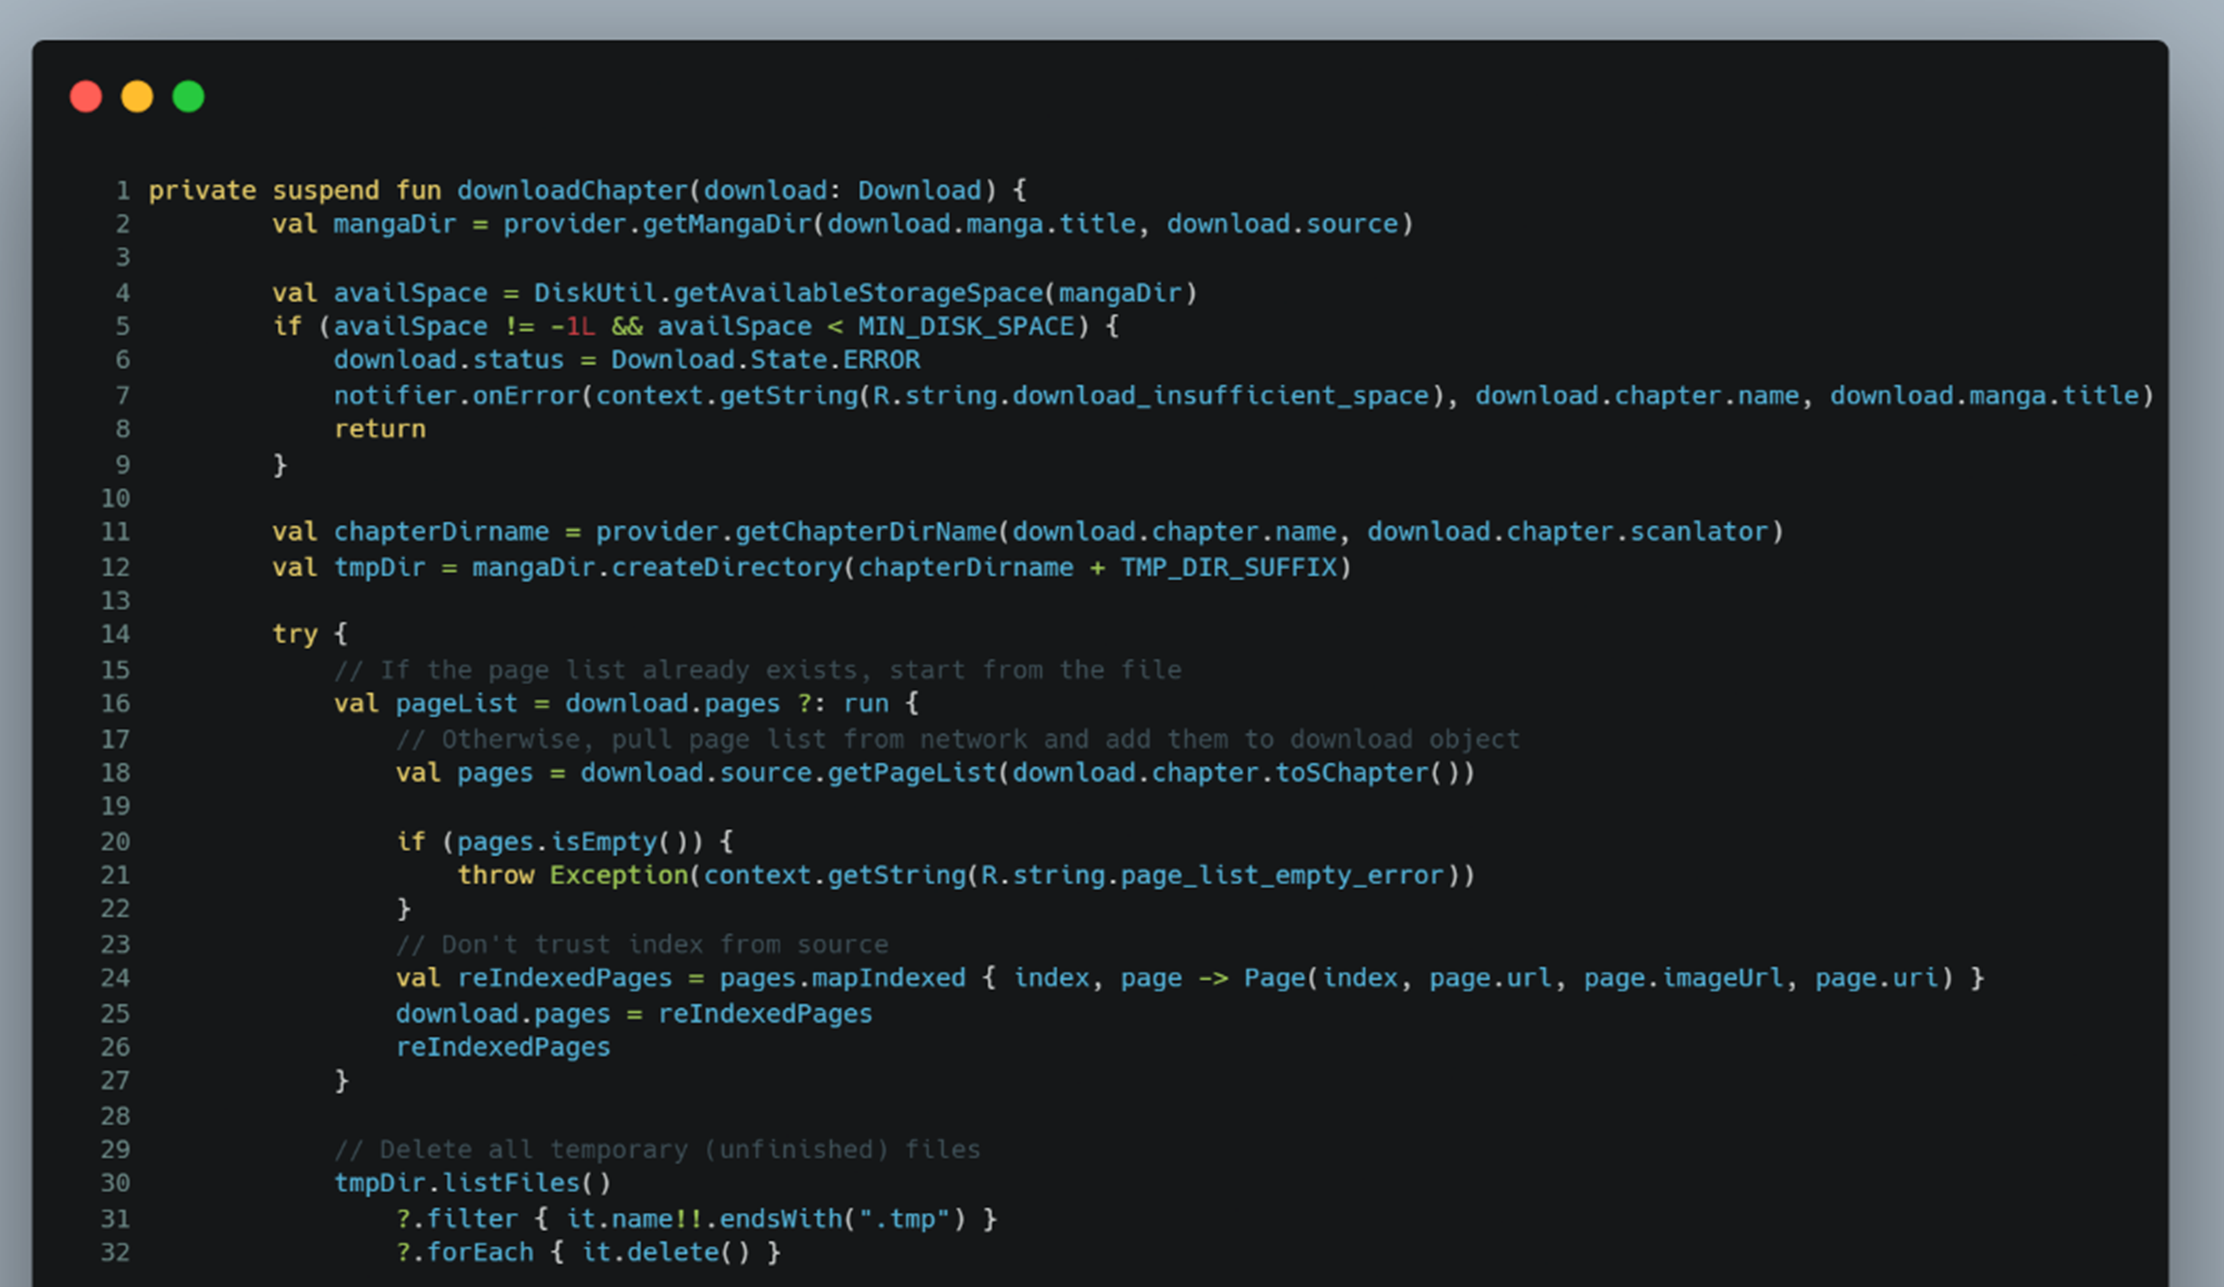 1 private suspend fun downloadChapter(download: Download) {
2         val mangaDir = provider.getMangaDir(download.manga.title, download.source)
3
4         val availSpace = DiskUtil.getAvailableStorageSpace(mangaDir)
5         if (availSpace != -1L && availSpace < MIN_DISK_SPACE) {
6             download.status = Download.State.ERROR
7             notifier.onError(context.getString(R.string.download_insufficient_space), download.chapter.name, download.manga.title)
8             return
9         }
10
11         val chapterDirname = provider.getChapterDirName(download.chapter.name, download.chapter.scanlator)
12         val tmpDir = mangaDir.createDirectory(chapterDirname + TMP_DIR_SUFFIX)
13
14         try {
15             // If the page list already exists, start from the file
16             val pageList = download.pages ?: run {
17                 // Otherwise, pull page list from network and add them to download object
18                 val pages = download.source.getPageList(download.chapter.toSChapter())
19
20                 if (pages.isEmpty()) {
21                     throw Exception(context.getString(R.string.page_list_empty_error))
22                 }
23                 // Don't trust index from source
24                 val reIndexedPages = pages.mapIndexed { index, page -> Page(index, page.url, page.imageUrl, page.uri) }
25                 download.pages = reIndexedPages
26                 reIndexedPages
27             }
28
29             // Delete all temporary (unfinished) files
30             tmpDir.listFiles()
31                 ?.filter { it.name!!.endsWith(".tmp") }
32                 ?.forEach { it.delete() }